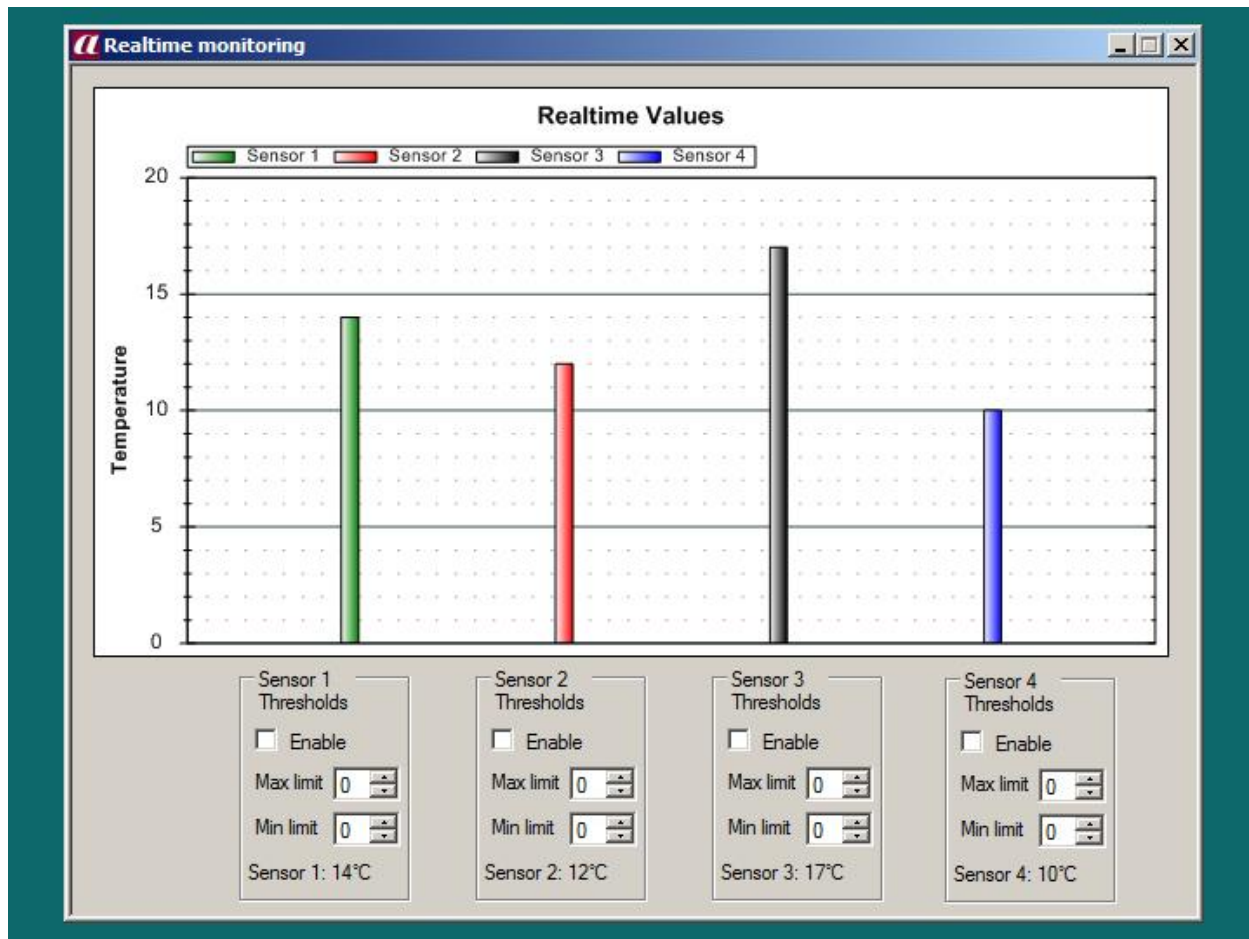 a Realtime monitoring
Realtime Values
Sensor 1 Sensor 2 Sensor 3 Sensor 4
20
15
10
5
0
Temperature
Sensor 1 Thresholds
Enable
Max limit 0
Min limit 0
Sensor 1: 14°C
Sensor 2 Thresholds
Enable
Max limit 0
Min limit 0
Sensor 2: 12°C
Sensor 3 Thresholds
Enable
Max limit 0
Min limit 0
Sensor 3: 17°C
Sensor 4 Thresholds
Enable
Max limit 0
Min limit 0
Sensor 4: 10°C